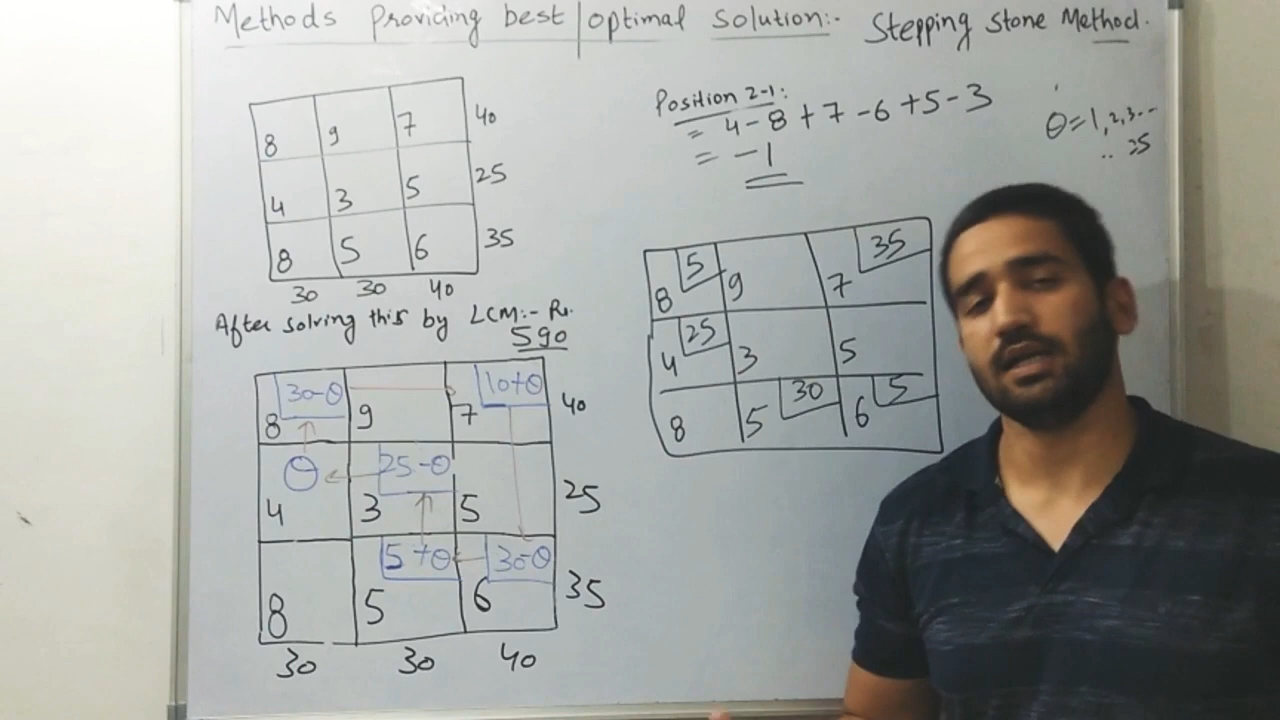 Methods Providing best/optimal Solution:- Stepping Stone Method.
8 9 7 40
4 3 5 25
8 5 6 35
30 30 40
After solving this by LCM:- Rs.
590
8 30-θ 9 7 10+θ 40
4 θ 3 25-θ 5 25
8 5 5+θ 6 30-θ 35
30 30 40
Position 2-1:
= 4-8+7-6+5-3
= -1
θ=1,2,3...
.. 25
8 5 9 7 35
4 25 3 5
8 5 30 6 5